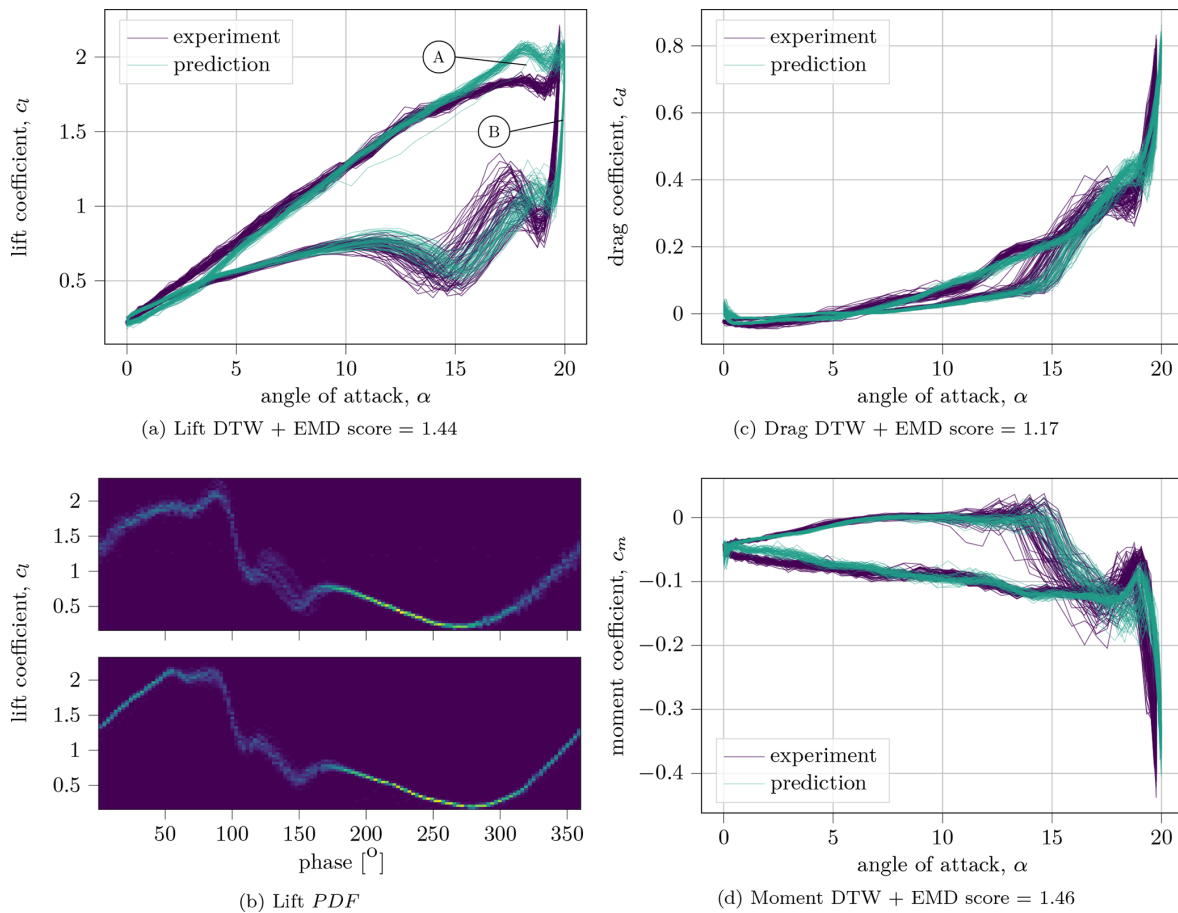 experiment
prediction
A
B
2
1.5
1
0.5
lift coefficient, c_l
0 5 10 15 20
angle of attack, α
(a) Lift DTW + EMD score = 1.44
experiment
prediction
0.8
0.6
0.4
0.2
0
drag coefficient, c_d
0 5 10 15 20
angle of attack, α
(c) Drag DTW + EMD score = 1.17
2
1.5
1
0.5
2
1.5
1
0.5
lift coefficient, c_l
50 100 150 200 250 300 350
phase [°]
(b) Lift PDF
0
−0.1
−0.2
−0.3
−0.4
moment coefficient, c_m
experiment
prediction
0 5 10 15 20
angle of attack, α
(d) Moment DTW + EMD score = 1.46